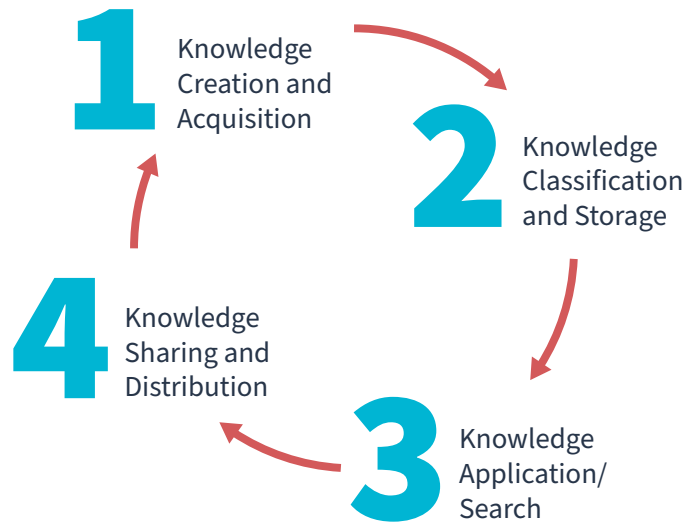 1
Knowledge
Creation and
Acquisition
2
Knowledge
Classification
and Storage
3
Knowledge
Application/
Search
4
Knowledge
Sharing and
Distribution